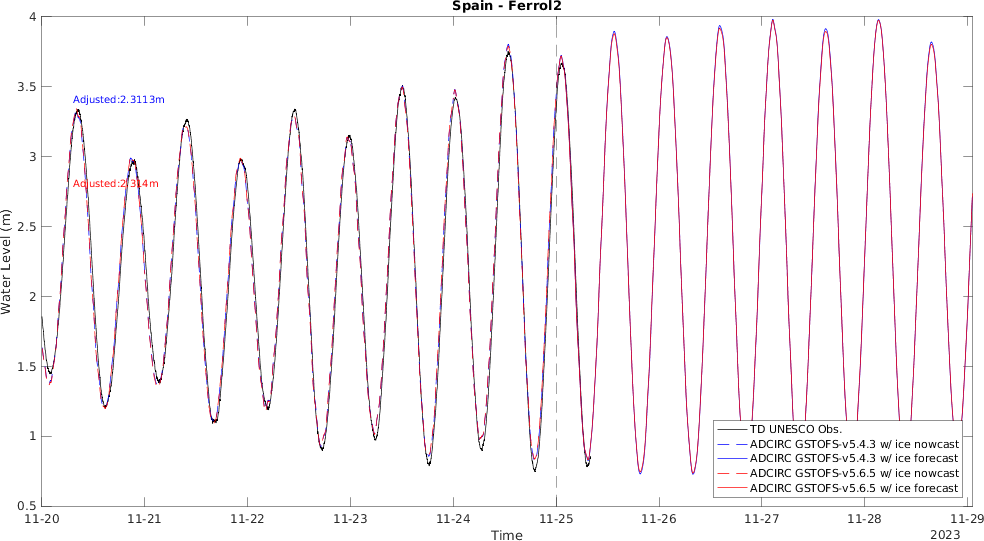 Spain - Ferrol2
Water Level (m)
4
3.5
3
2.5
2
1.5
1
0.5
Adjusted:2.3113m
Adjusted:2.314m
TD UNESCO Obs.
ADCIRC GSTOFS-v5.4.3 w/ ice nowcast
ADCIRC GSTOFS-v5.4.3 w/ ice forecast
ADCIRC GSTOFS-v5.6.5 w/ ice nowcast
ADCIRC GSTOFS-v5.6.5 w/ ice forecast
11-20 11-21 11-22 11-23 11-24 11-25 11-26 11-27 11-28 11-29
Time
2023